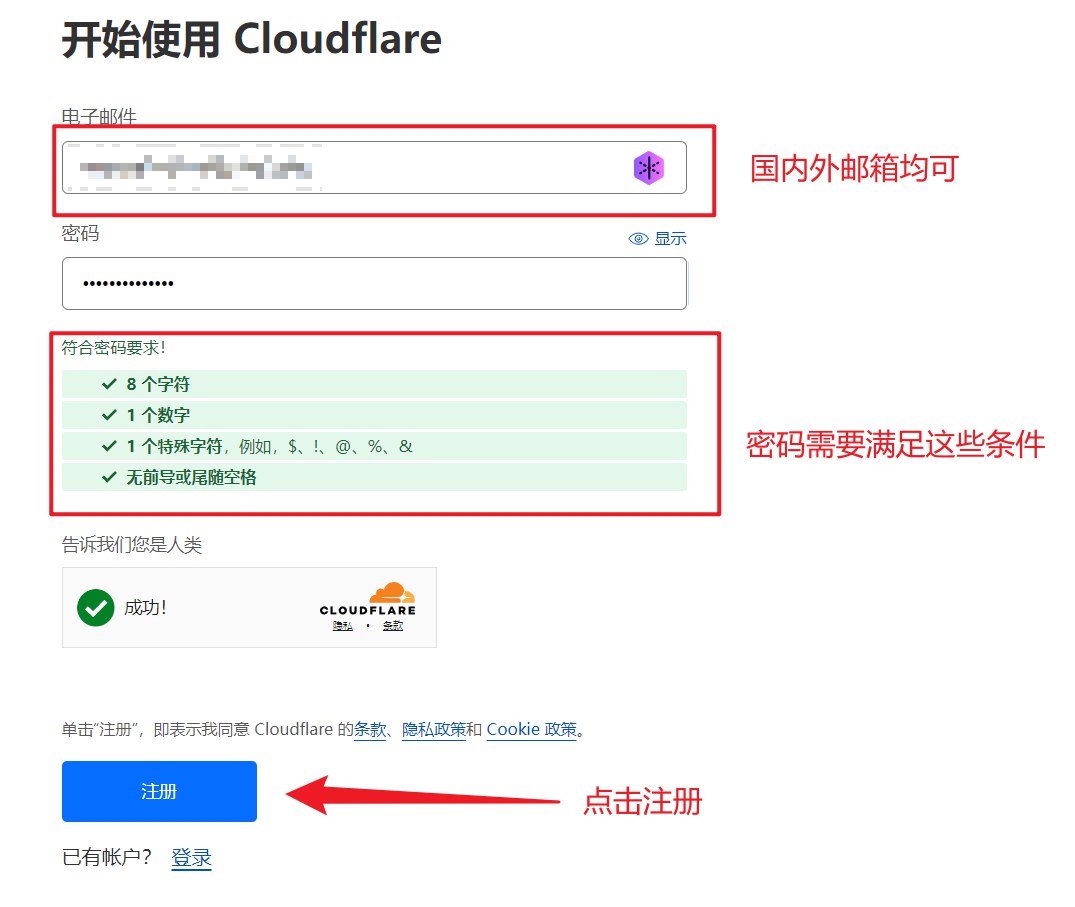 开始使用 Cloudflare
电子邮件
国内外邮箱均可
密码
显示
••••••••••••••
符合密码要求！
8 个字符
1 个数字
1 个特殊字符，例如，$、!、@、%、&
无前导或尾随空格
密码需要满足这些条件
告诉我们您是人类
成功！
CLOUDFLARE
隐私 • 条款
单击“注册”，即表示我同意 Cloudflare 的条款、隐私政策和 Cookie 政策。
注册
点击注册
已有帐户？ 登录